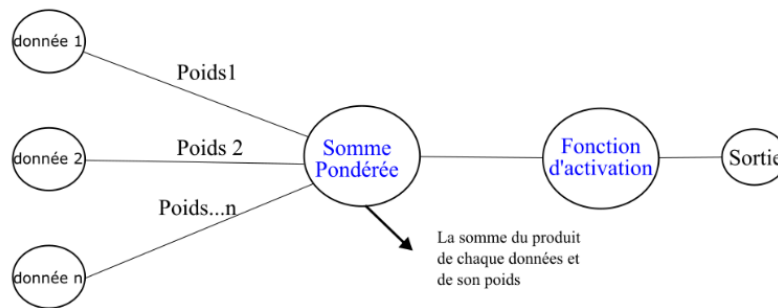 donnée 1
Poids1
donnée 2
Poids 2
Somme
Pondérée
Fonction
d'activation
Sortie
Poids...n
La somme du produit
de chaque données et
de son poids
donnée n